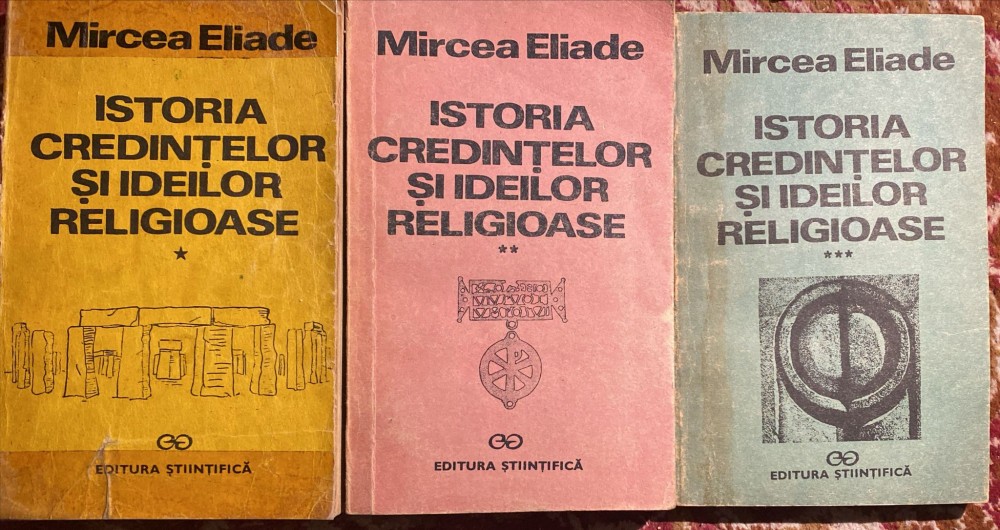 Mircea Eliade
ISTORIA
CREDINȚELOR
ȘI IDEILOR
RELIGIOASE
*
EDITURA ȘTIINȚIFICĂ
Mircea Eliade
ISTORIA
CREDINȚELOR
ȘI IDEILOR
RELIGIOASE
**
EDITURA ȘTIINȚIFICĂ
Mircea Eliade
ISTORIA
CREDINȚELOR
ȘI IDEILOR
RELIGIOASE
***
EDITURA ȘTIINȚIFICĂ